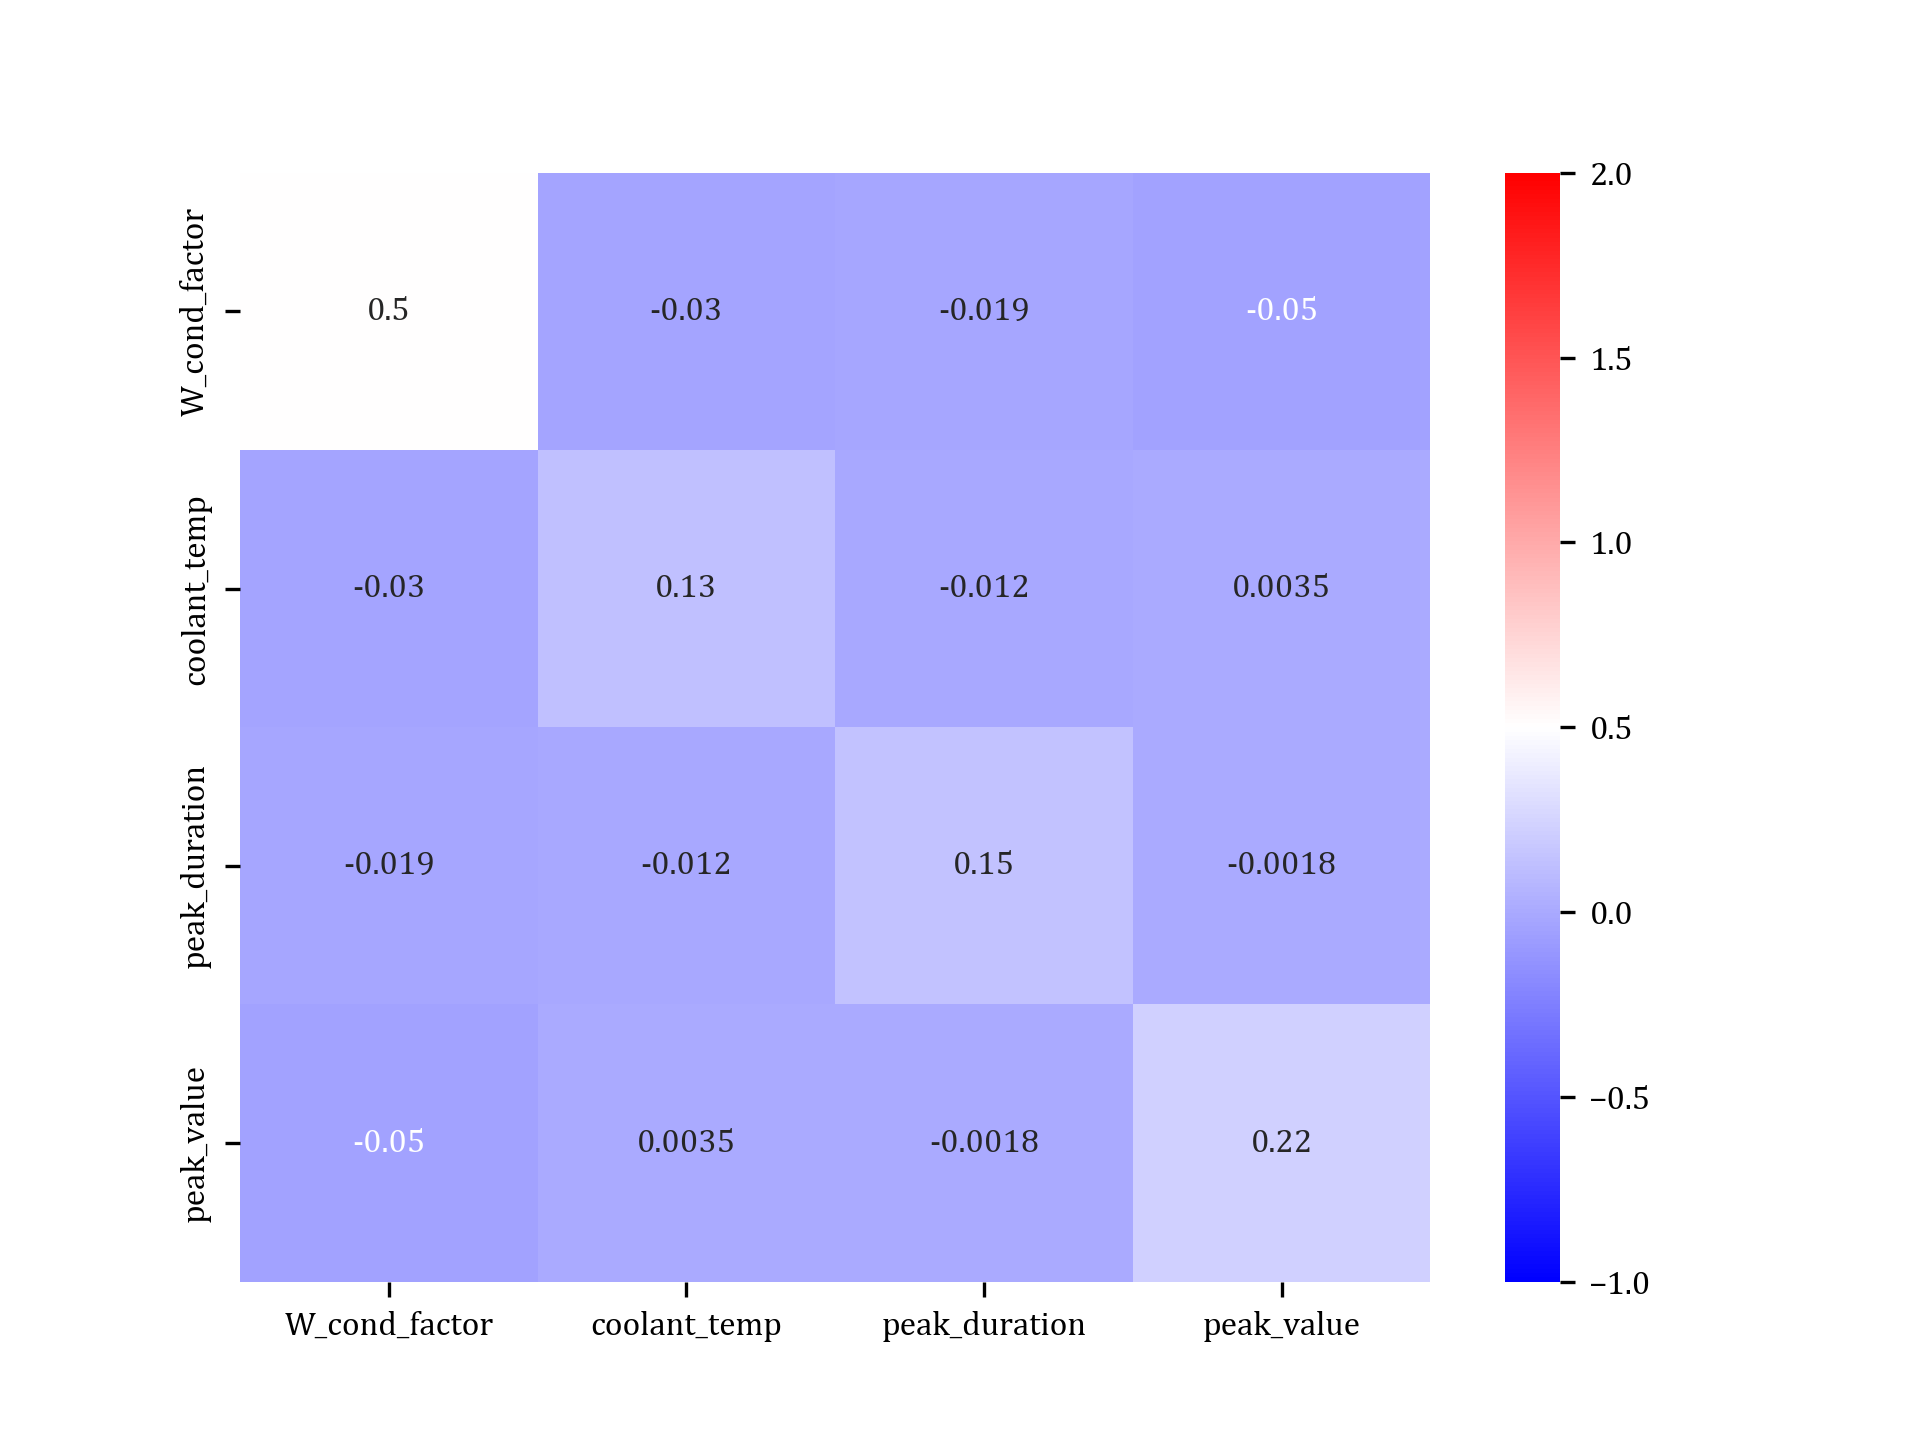 W_cond_factor 0.5 -0.03 -0.019 -0.05
coolant_temp -0.03 0.13 -0.012 0.0035
peak_duration -0.019 -0.012 0.15 -0.0018
peak_value -0.05 0.0035 -0.0018 0.22
W_cond_factor coolant_temp peak_duration peak_value
2.0
1.5
1.0
0.5
0.0
−0.5
−1.0